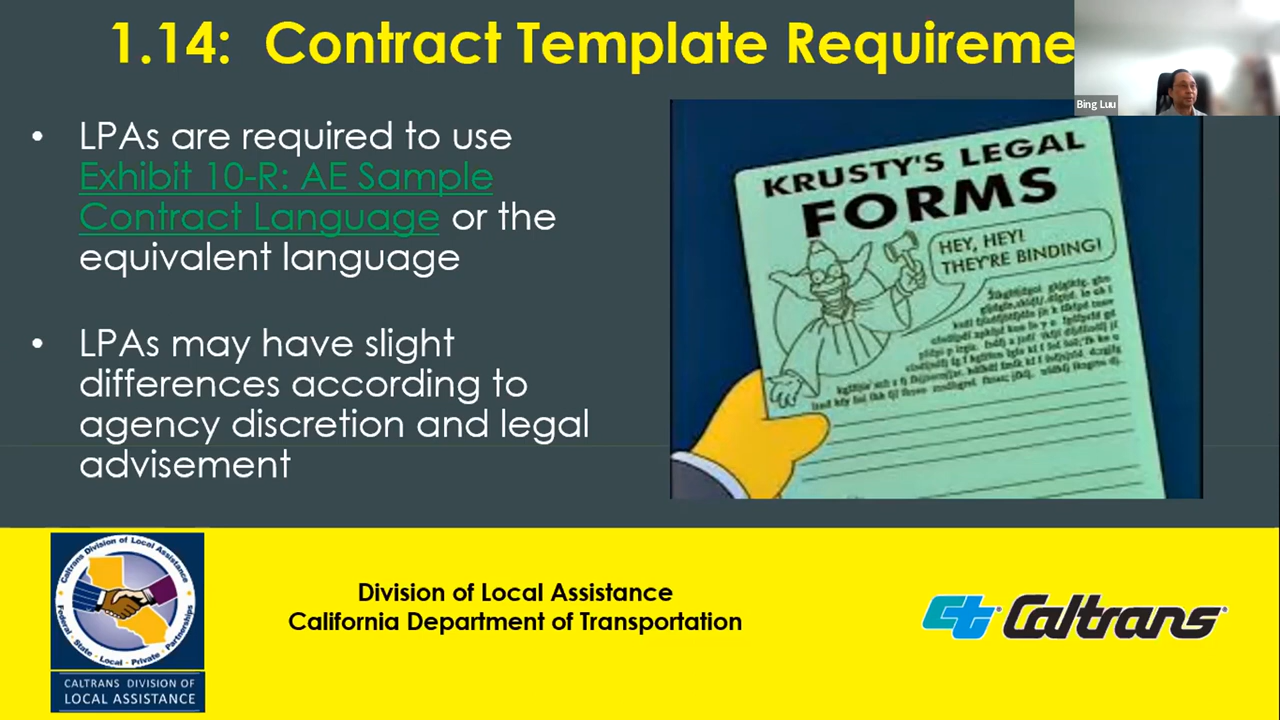 1.14: Contract Template Requireme
Bing Luu
• LPAs are required to use
Exhibit 10-R: AE Sample
Contract Language or the
equivalent language
• LPAs may have slight
differences according to
agency discretion and legal
advisement
KRUSTY'S LEGAL
FORMS
HEY, HEY!
THEY'RE BINDING!
Caltrans Division of Local Assistance
Federal - State - Local - Private - Partnerships
CALTRANS DIVISION OF
LOCAL ASSISTANCE
Division of Local Assistance
California Department of Transportation
ct Caltrans